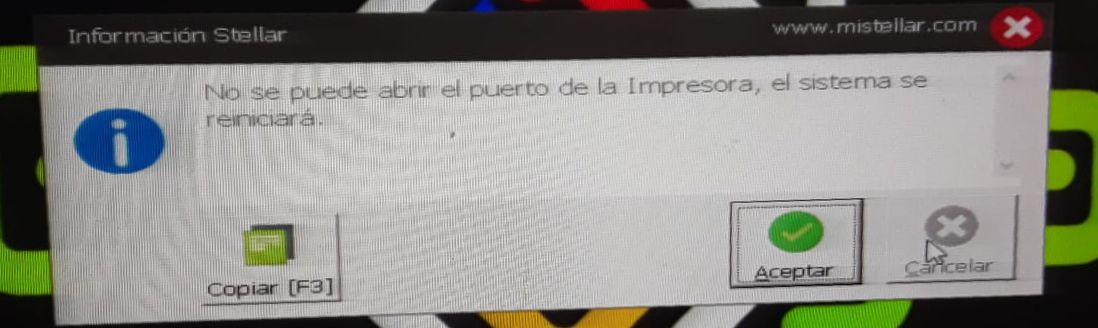 Información Stellar
www.mistellar.com
No se puede abrir el puerto de la Impresora, el sistema se
reiniciará.
Copiar [F3]
Aceptar
Cancelar